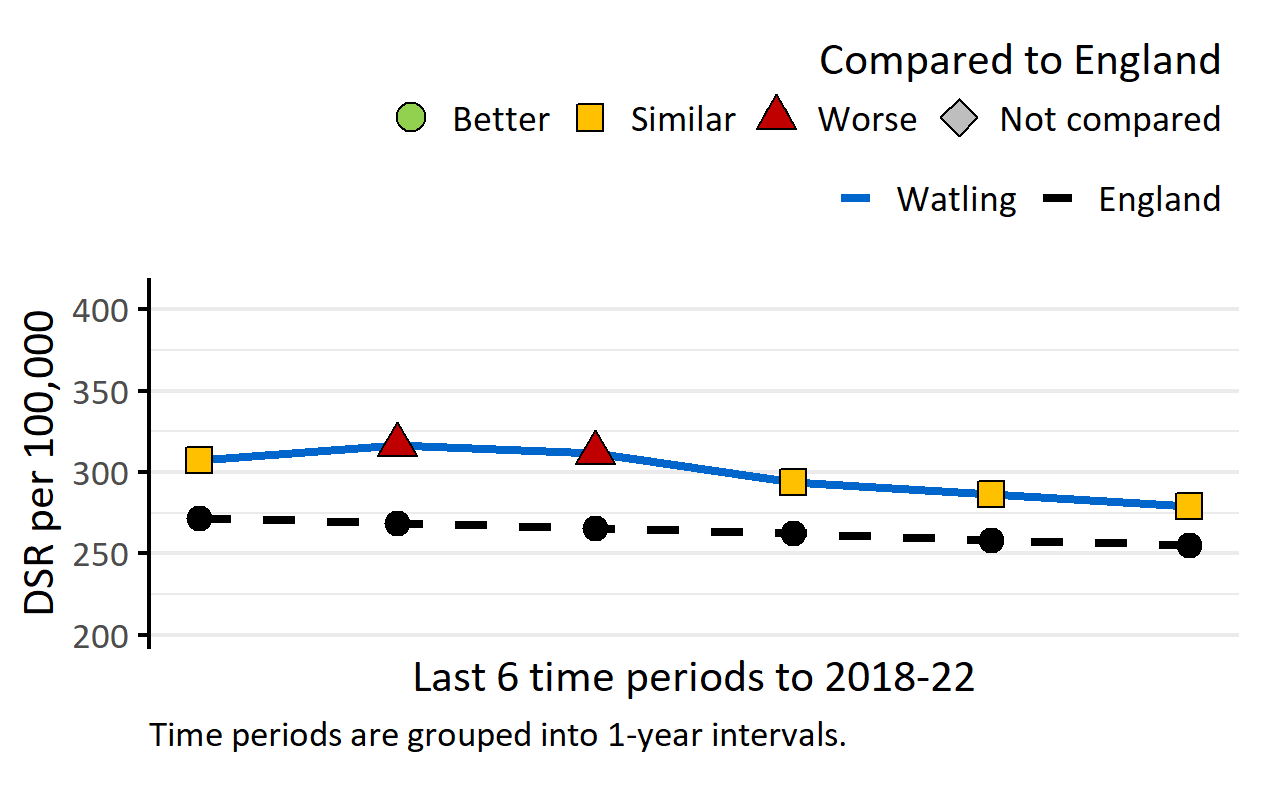 Compared to England
Better Similar Worse Not compared
Watling England
DSR per 100,000
400
350
300
250
200
Last 6 time periods to 2018-22
Time periods are grouped into 1-year intervals.